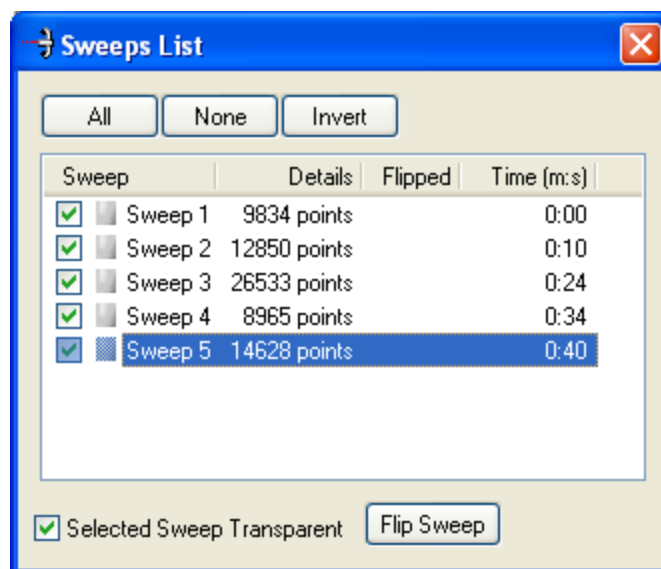 Sweeps List
All None Invert
Sweep Details Flipped Time (m:s)
Sweep 1 9834 points 0:00
Sweep 2 12850 points 0:10
Sweep 3 26533 points 0:24
Sweep 4 8965 points 0:34
Sweep 5 14628 points 0:40
Selected Sweep Transparent Flip Sweep